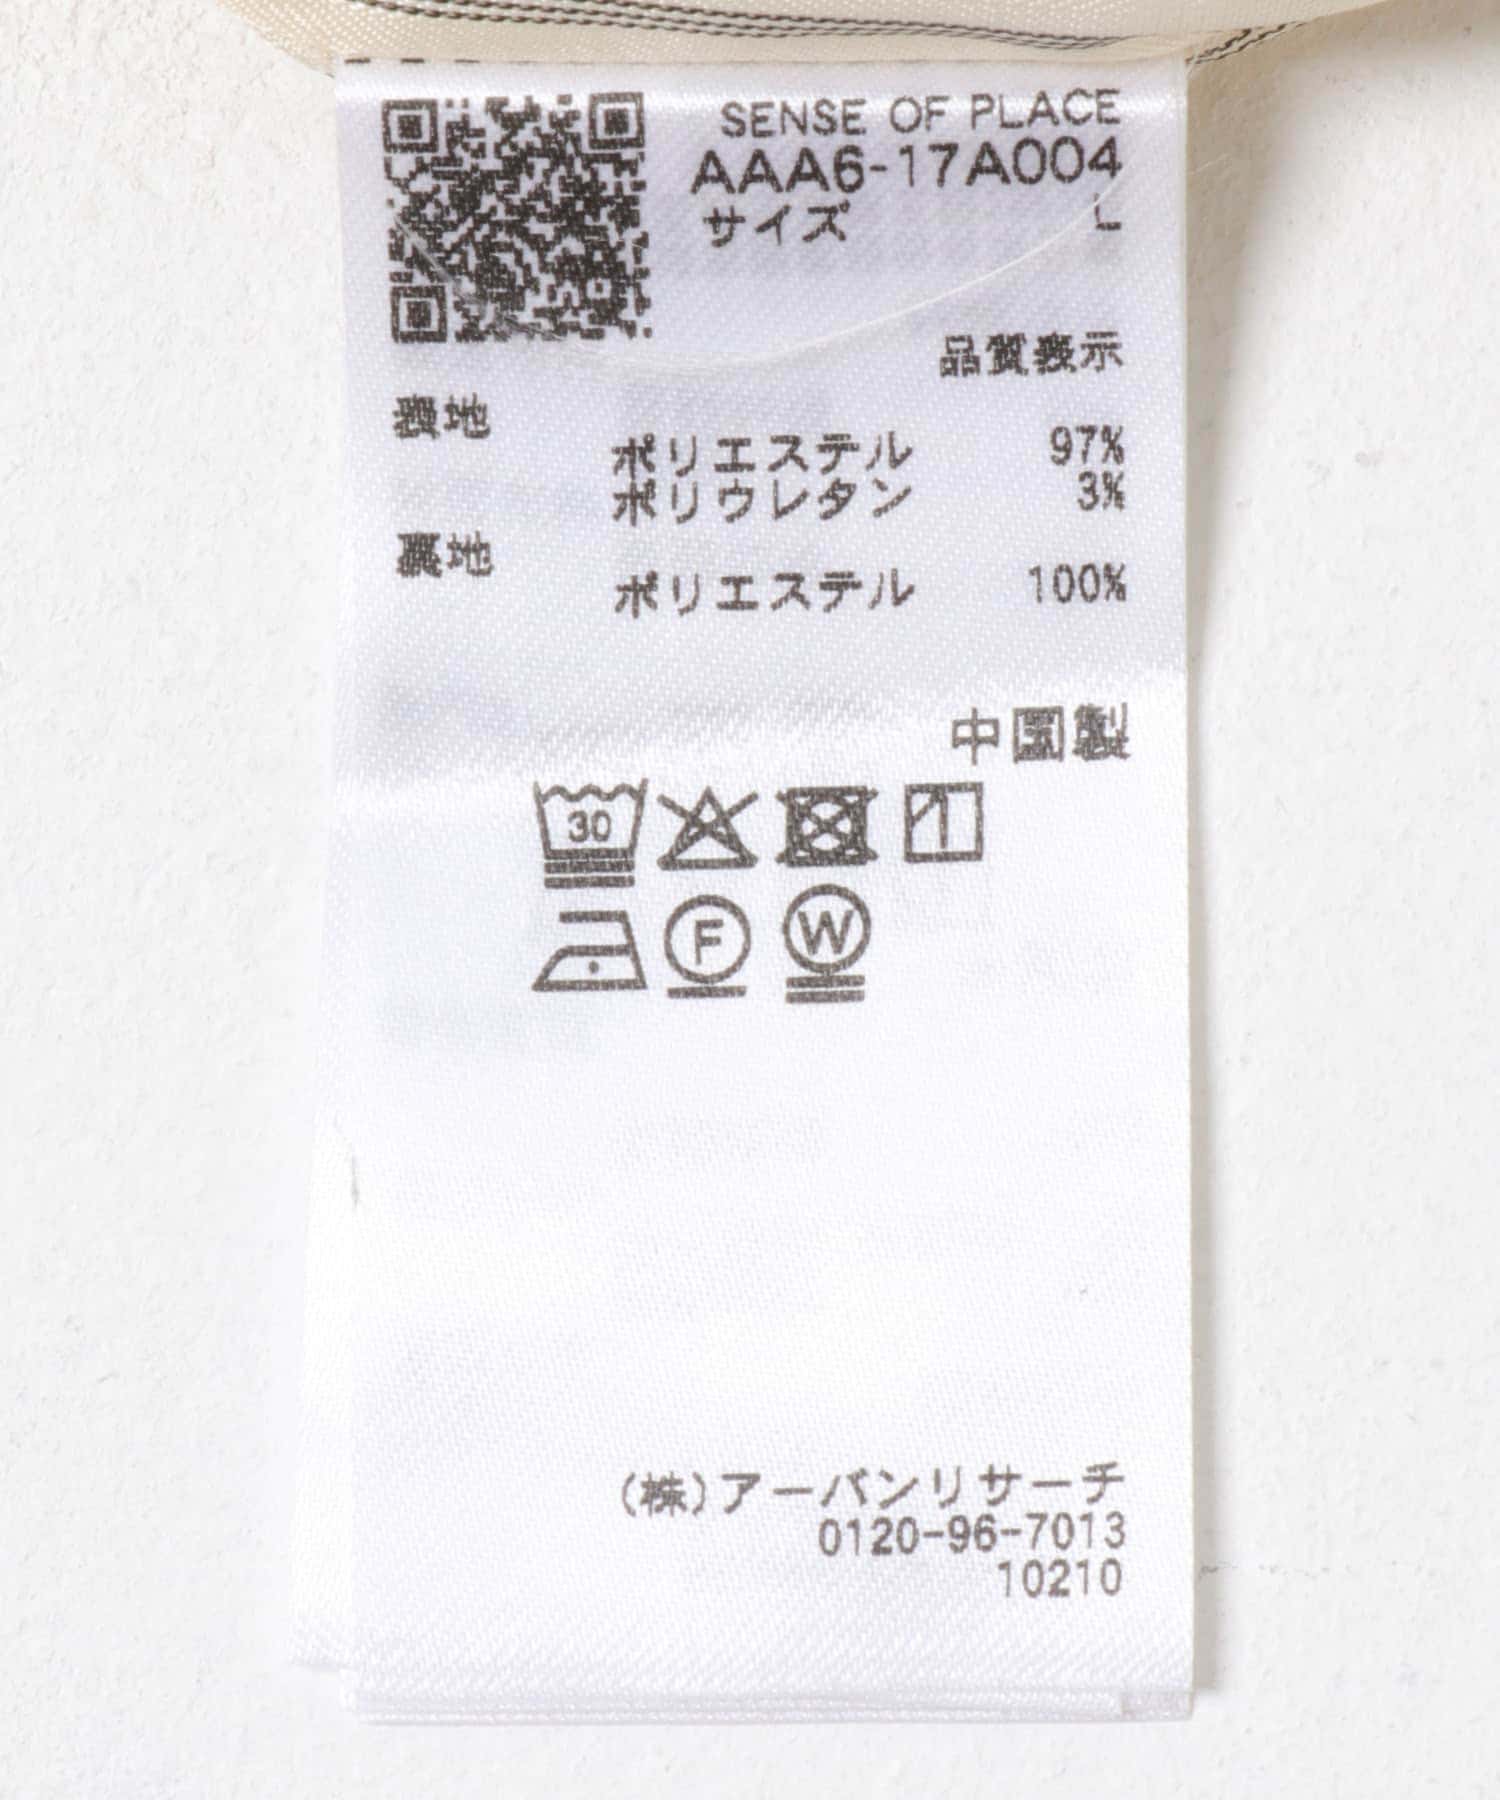 SENSE OF PLACE
AAA6-17A004
サイズ L
品質表示
表地
ポリエステル 97%
ポリウレタン 3%
裏地
ポリエステル 100%
中国製
30
F W
(株)アーバンリサーチ
0120-96-7013
10210